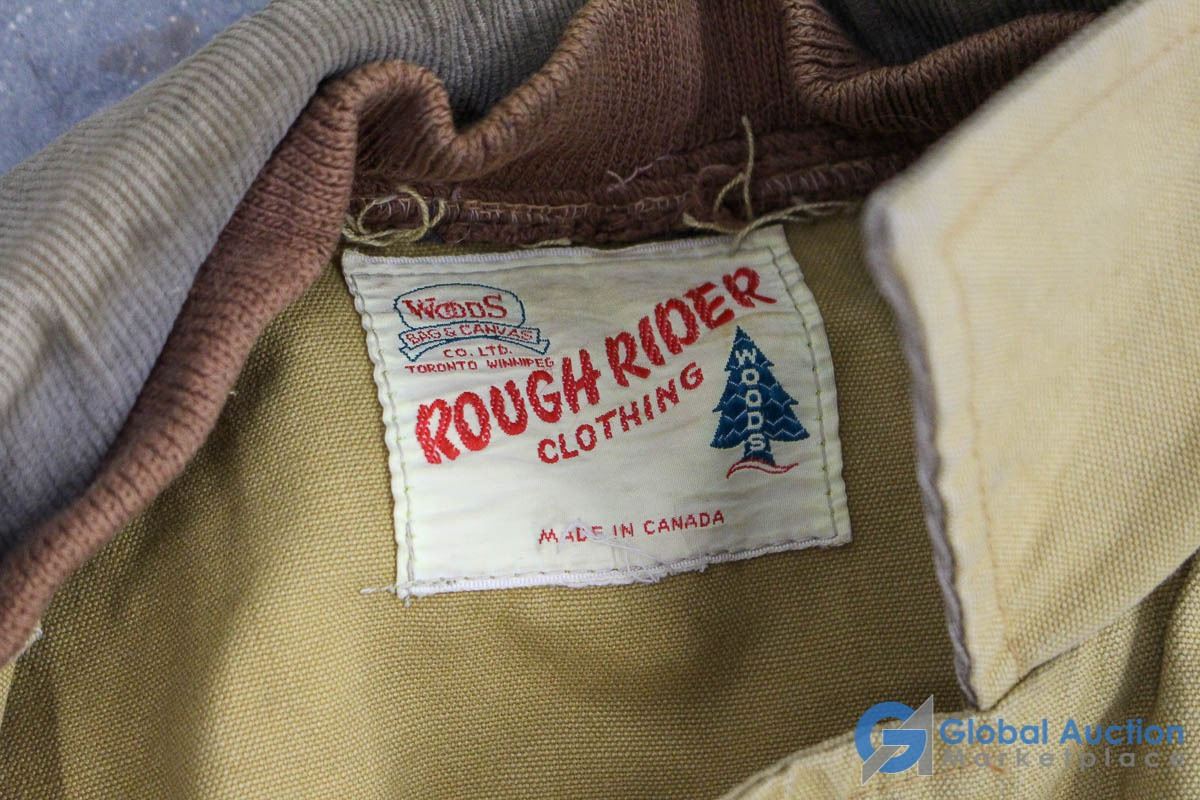 WOODS
BAG & CANVAS
CO. LTD.
TORONTO WINNIPEG
ROUGH RIDER
CLOTHING
WOODS
MADE IN CANADA
Global Auction
Marketplace